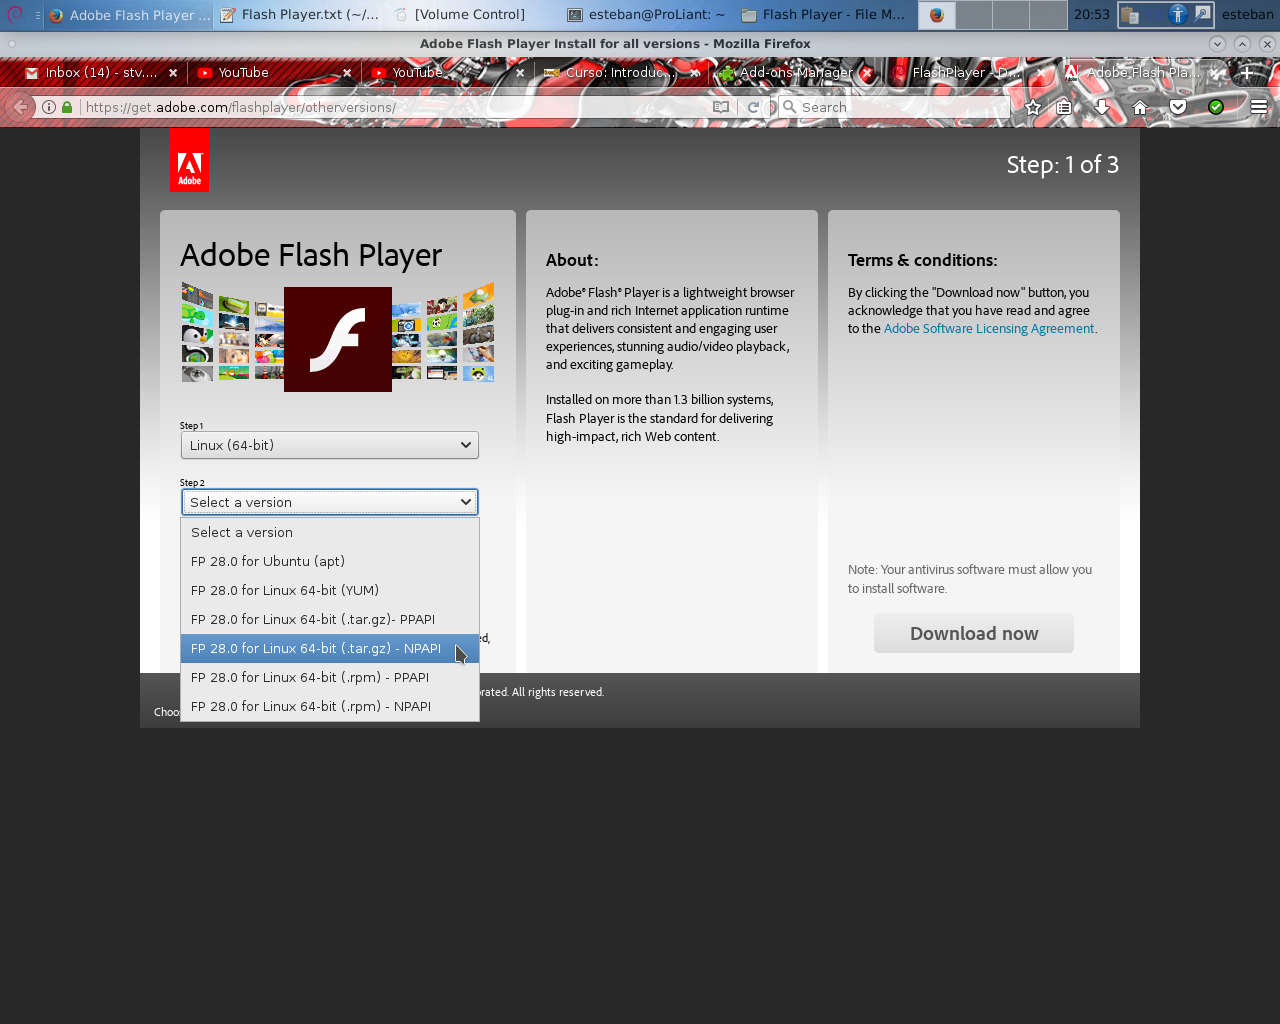 Adobe Flash Player ...
Flash Player.txt (~/...
[Volume Control]
esteban@ProLiant: ~
Flash Player - File M...
20:53
esteban
Adobe Flash Player Install for all versions - Mozilla Firefox
Inbox (14) - stv....
YouTube
YouTube
Curso: Introduc...
Add-ons Manager
FlashPlayer - D...
Adobe Flash Pla...
https://get.adobe.com/flashplayer/otherversions/
Search
Adobe
Step: 1 of 3
Adobe Flash Player
Step 1
Linux (64-bit)
Step 2
Select a version
Select a version
FP 28.0 for Ubuntu (apt)
FP 28.0 for Linux 64-bit (YUM)
FP 28.0 for Linux 64-bit (.tar.gz)- PPAPI
FP 28.0 for Linux 64-bit (.tar.gz) - NPAPI
FP 28.0 for Linux 64-bit (.rpm) - PPAPI
FP 28.0 for Linux 64-bit (.rpm) - NPAPI
About:
Adobe® Flash® Player is a lightweight browser
plug-in and rich Internet application runtime
that delivers consistent and engaging user
experiences, stunning audio/video playback,
and exciting gameplay.
Installed on more than 1.3 billion systems,
Flash Player is the standard for delivering
high-impact, rich Web content.
Terms & conditions:
By clicking the "Download now" button, you
acknowledge that you have read and agree
to the Adobe Software Licensing Agreement.
Note: Your antivirus software must allow you
to install software.
Download now
ed,
rated. All rights reserved.
Choo